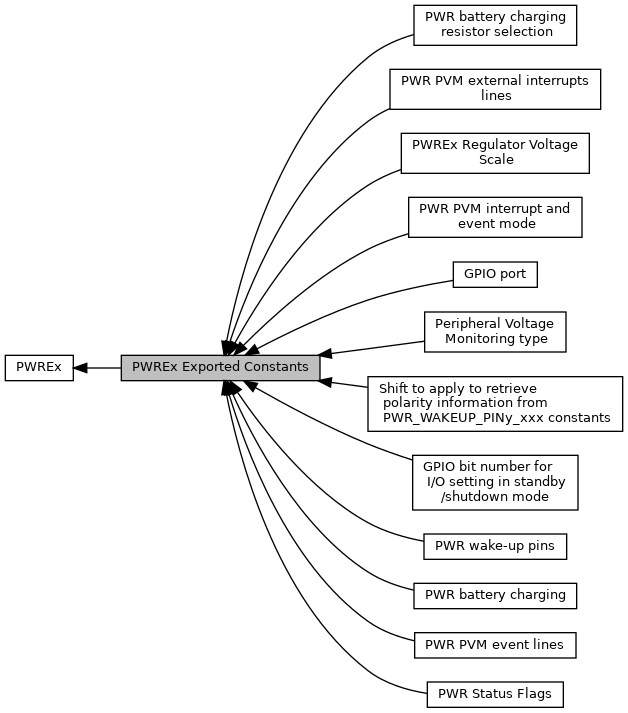 PWR battery charging
resistor selection
PWR PVM external interrupts
lines
PWREx Regulator Voltage
Scale
PWR PVM interrupt and
event mode
GPIO port
Peripheral Voltage
Monitoring type
PWREx
PWREx Exported Constants
Shift to apply to retrieve
polarity information from
PWR_WAKEUP_PINy_xxx constants
GPIO bit number for
I/O setting in standby
/shutdown mode
PWR wake-up pins
PWR battery charging
PWR PVM event lines
PWR Status Flags